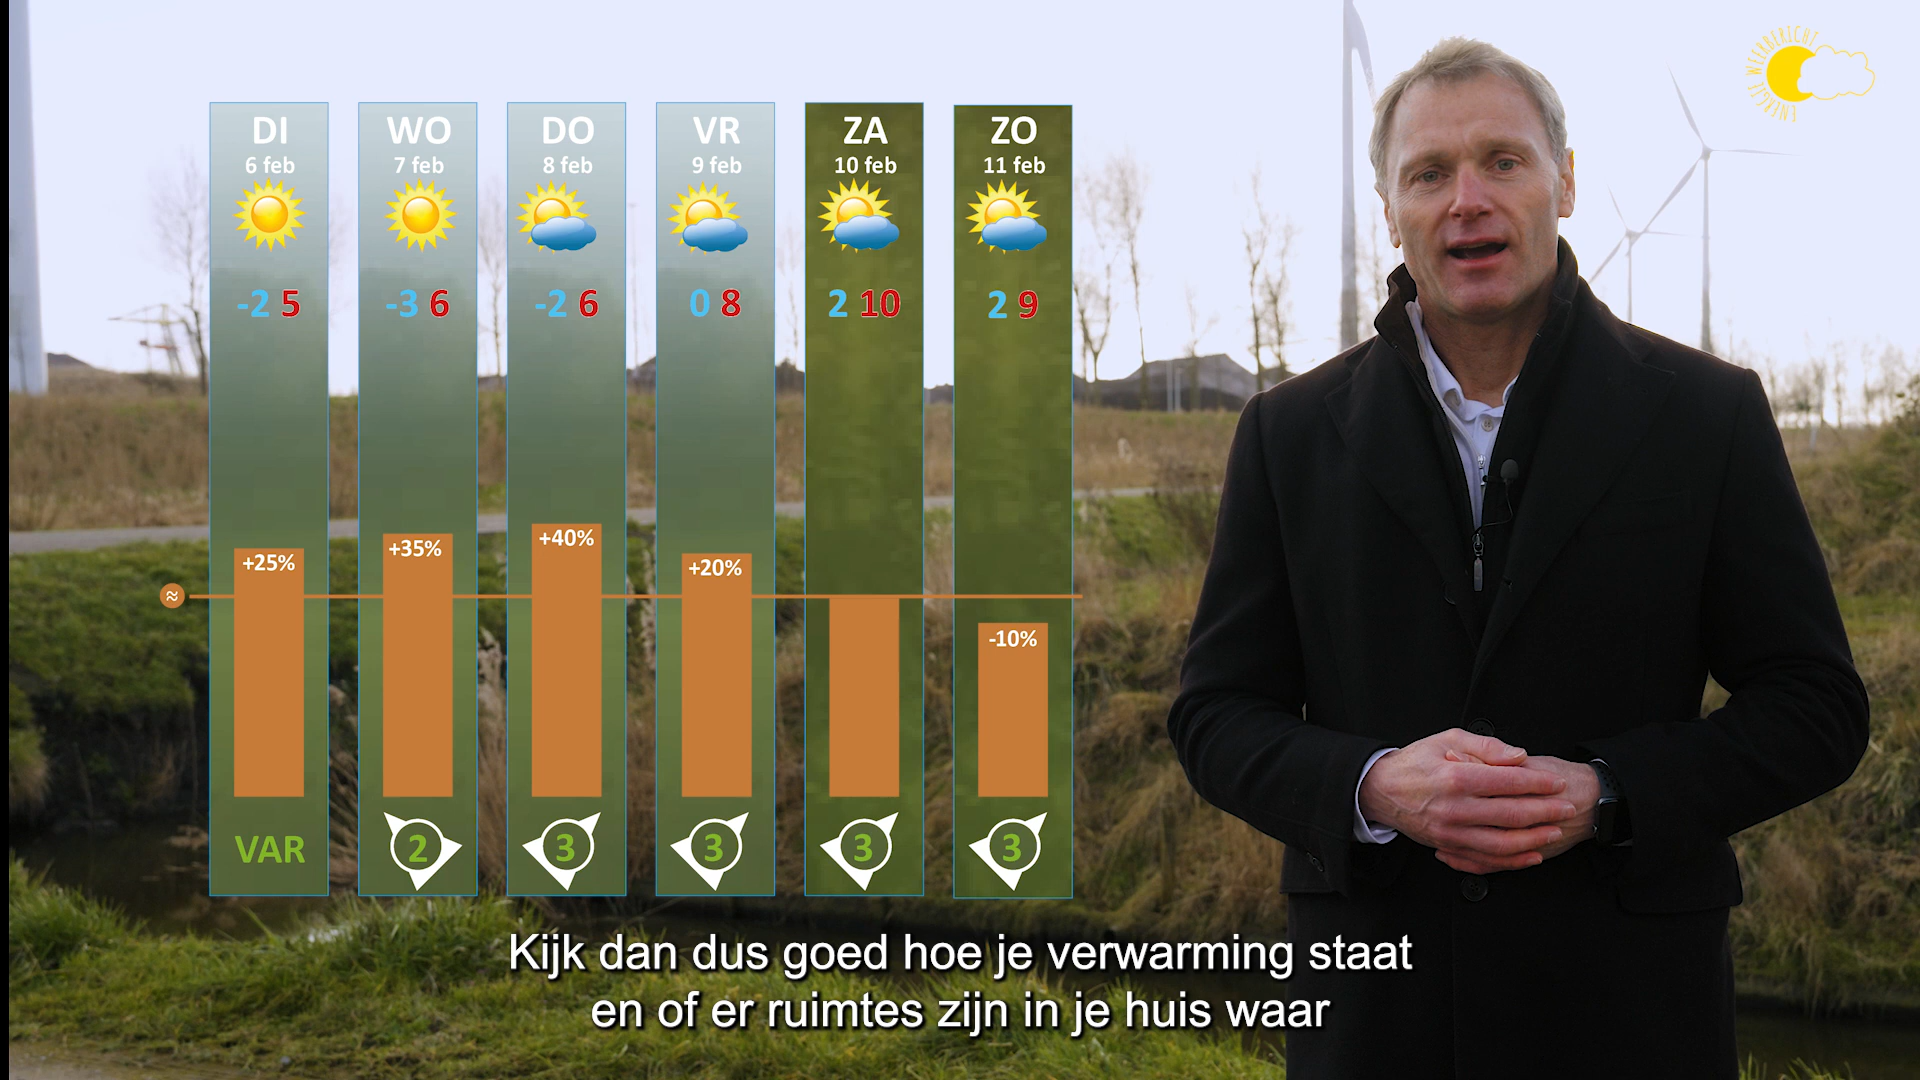 ENERGIE WEERBERICHT
DI WO DO VR ZA ZO
6 feb 7 feb 8 feb 9 feb 10 feb 11 feb
-2 5 -3 6 -2 6 0 8 2 10 2 9
+25% +35% +40% +20% -10%
≈
VAR 2 3 3 3 3
Kijk dan dus goed hoe je verwarming staat
en of er ruimtes zijn in je huis waar